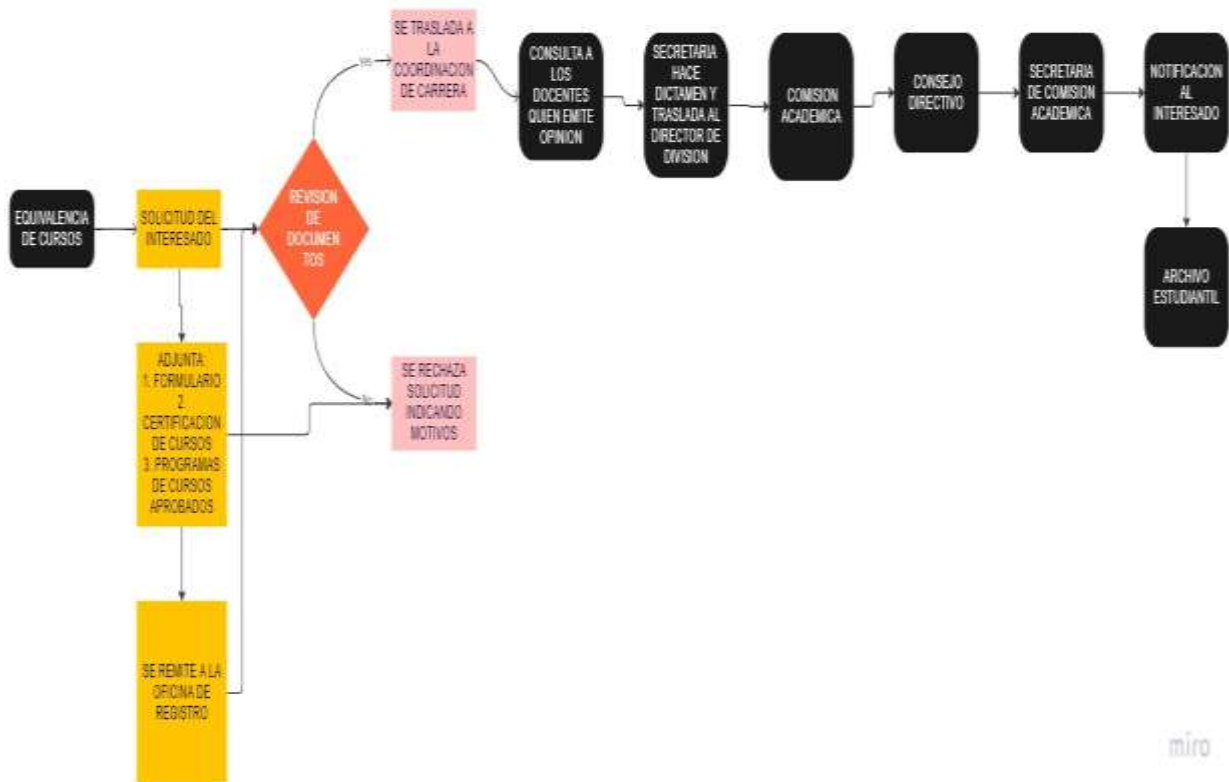 EQUIVALENCIA
DE CURSOS
SOLICITUD DEL
INTERESADO
ADJUNTA:
1. FORMULARIO
2.
CERTIFICACION
DE CURSOS
3. PROGRAMAS
DE CURSOS
APROBADOS
SE REMITE A LA
OFICINA DE
REGISTRO
REVISION
DE
DOCUMEN
TOS
yes
No
SE TRASLADA A
LA
COORDINACION
DE CARRERA
SE RECHAZA
SOLICITUD
INDICANDO
MOTIVOS
CONSULTA A
LOS
DOCENTES
QUIEN EMITE
OPINION
SECRETARIA
HACE
DICTAMEN Y
TRASLADA AL
DIRECTOR DE
DIVISION
COMISION
ACADEMICA
CONSEJO
DIRECTIVO
SECRETARIA
DE COMISION
ACADEMICA
NOTIFICACION
AL
INTERESADO
ARCHIVO
ESTUDIANTIL
miro